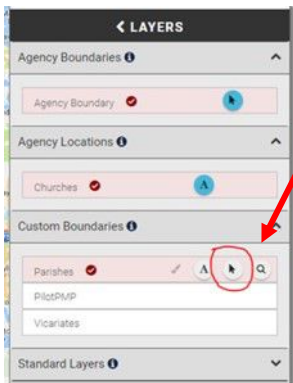 < LAYERS
Agency Boundaries
Agency Boundary
Agency Locations
Churches A
Custom Boundaries
Parishes A
PilotPMP
Vicariates
Standard Layers